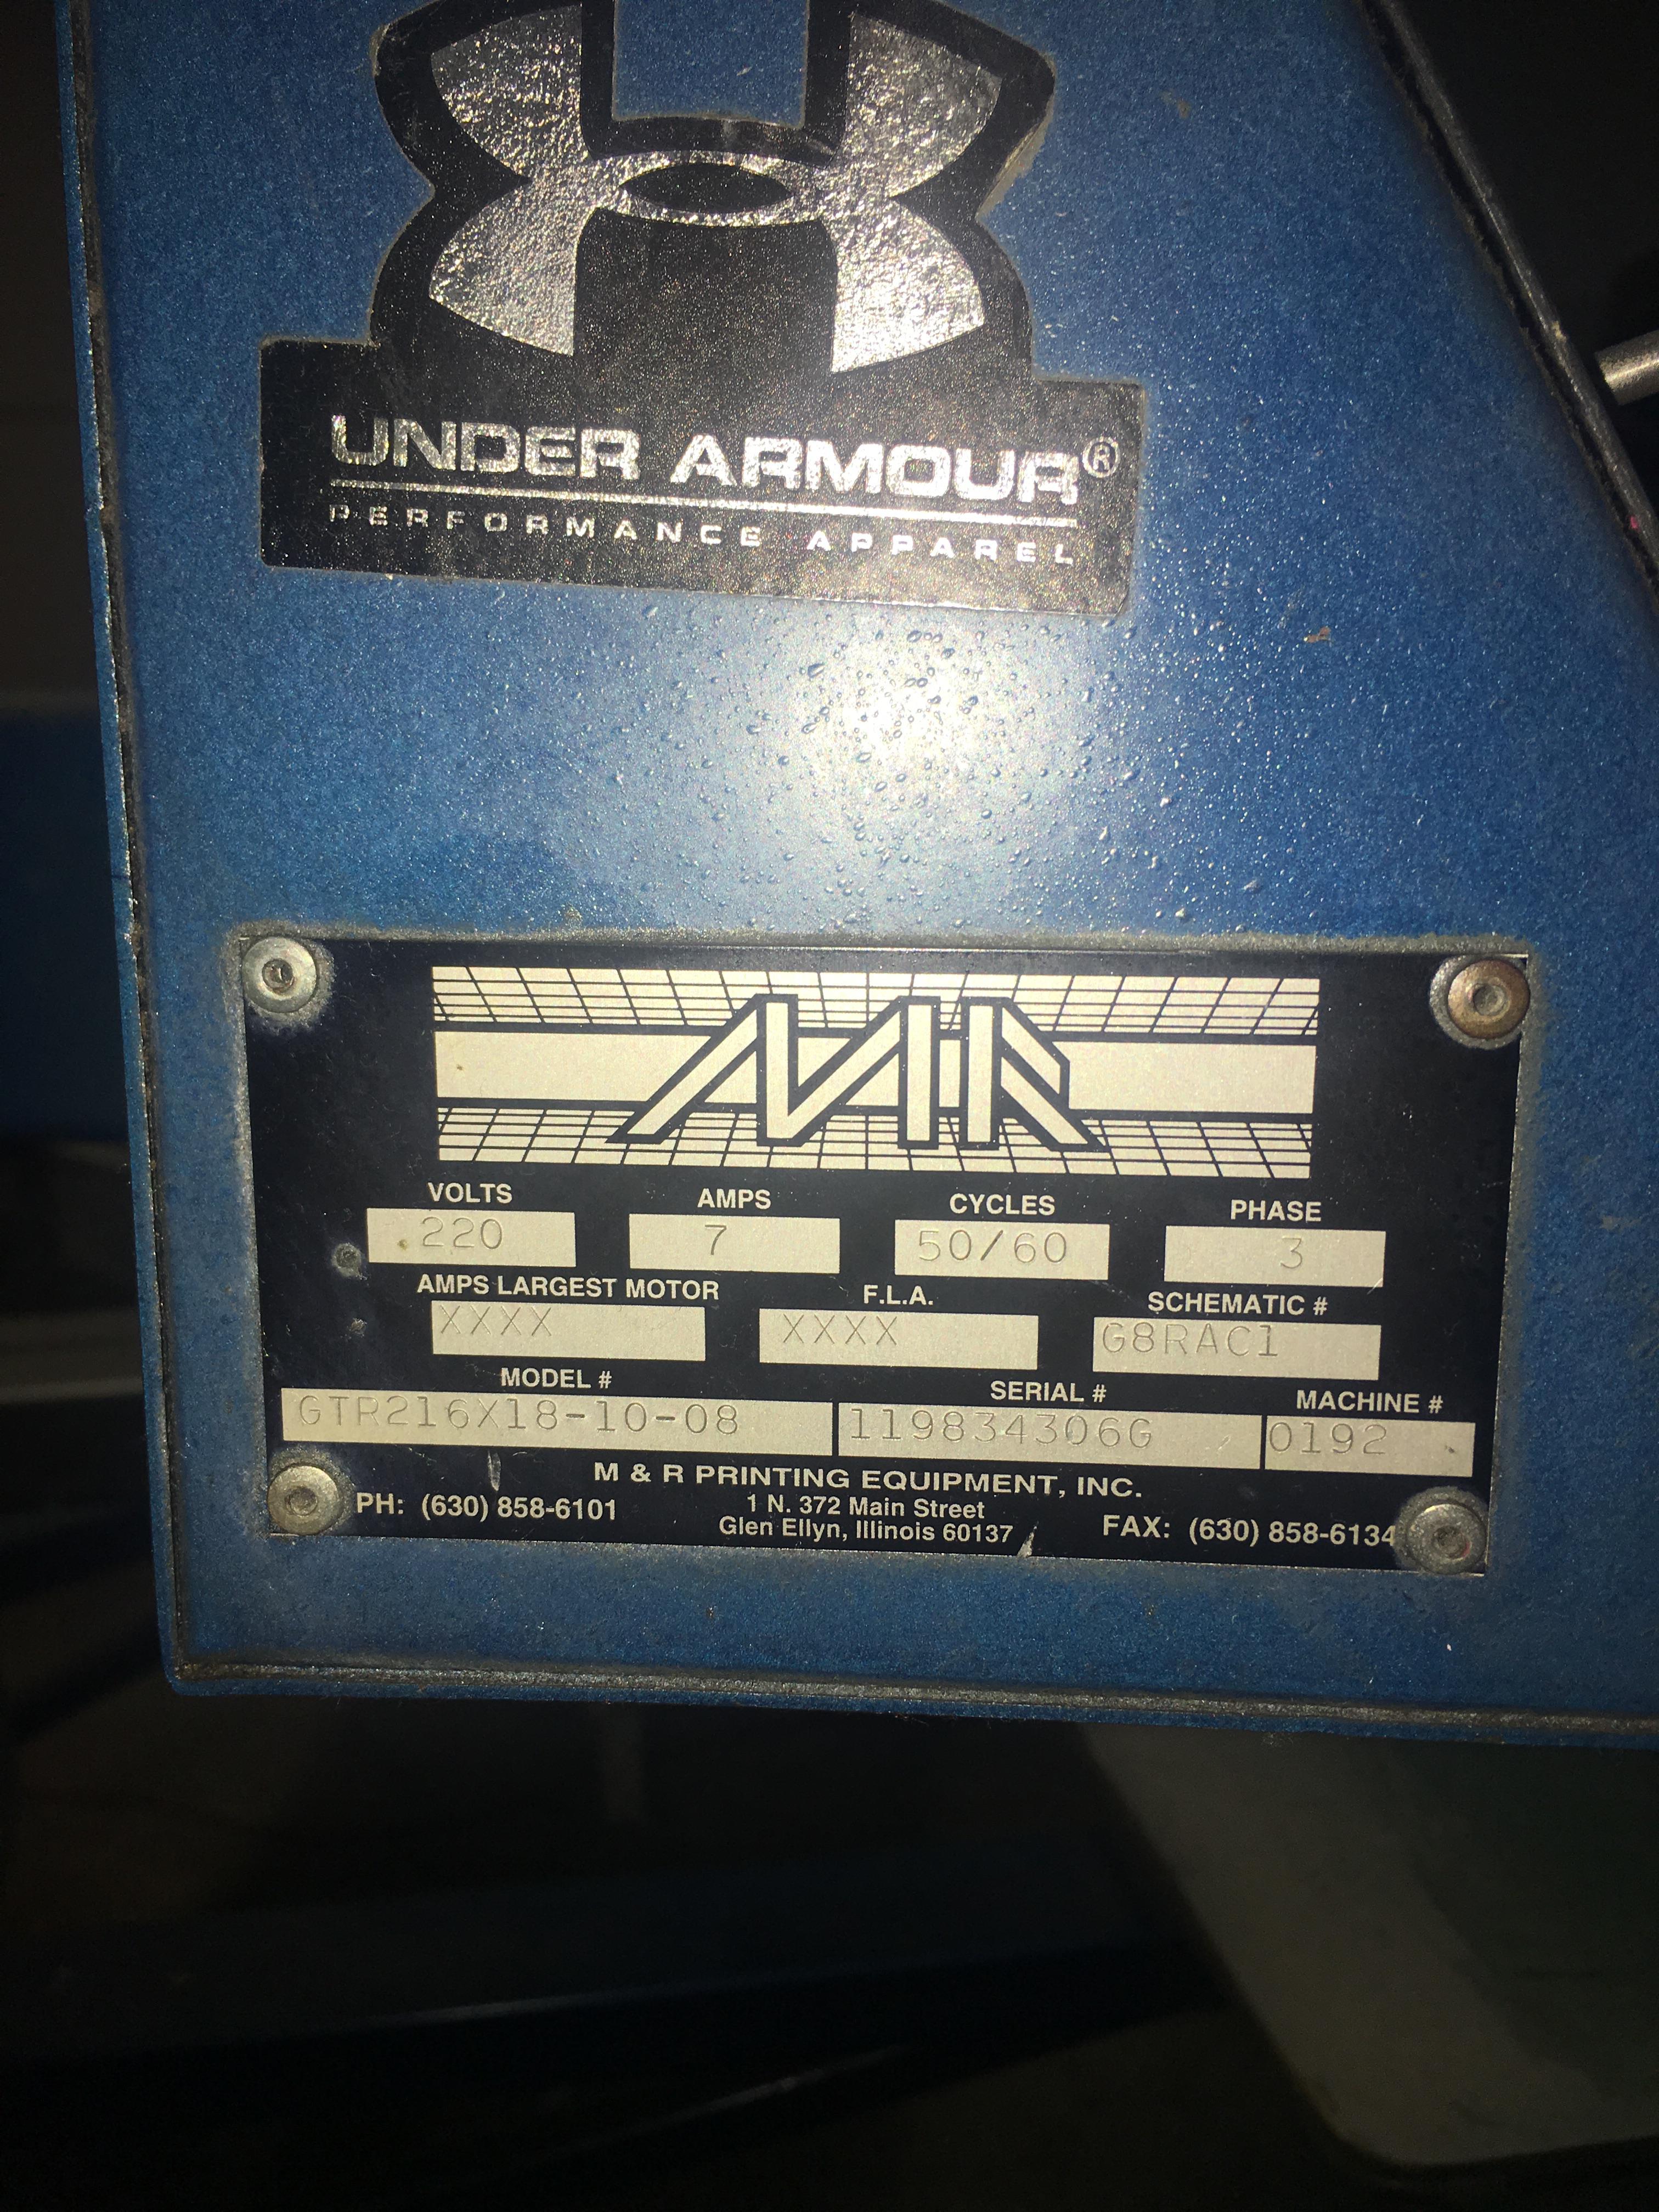 UNDER ARMOUR®
PERFORMANCE APPAREL
MR
VOLTS AMPS CYCLES PHASE
220 7 50/60 3
AMPS LARGEST MOTOR F.L.A. SCHEMATIC #
XXXX XXXX G8RAC1
MODEL # SERIAL # MACHINE #
GTR216X18-10-08 119834306G 0192
M & R PRINTING EQUIPMENT, INC.
PH: (630) 858-6101 1 N. 372 Main Street FAX: (630) 858-6134
Glen Ellyn, Illinois 60137